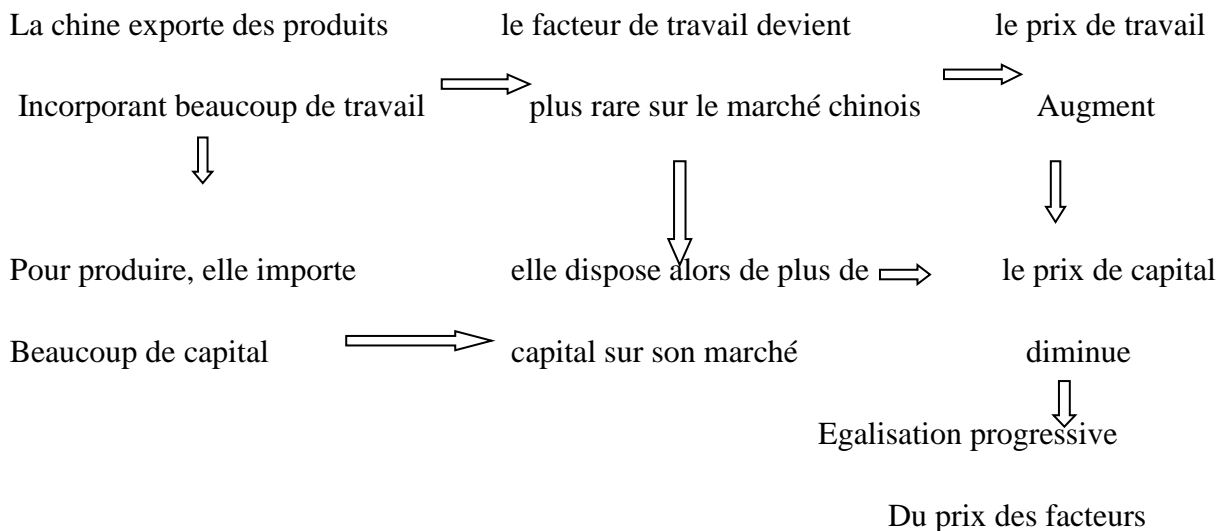 La chine exporte des produits le facteur de travail devient le prix de travail
Incorporant beaucoup de travail plus rare sur le marché chinois Augment
Pour produire, elle importe elle dispose alors de plus de le prix de capital
Beaucoup de capital capital sur son marché diminue
Egalisation progressive
Du prix des facteurs